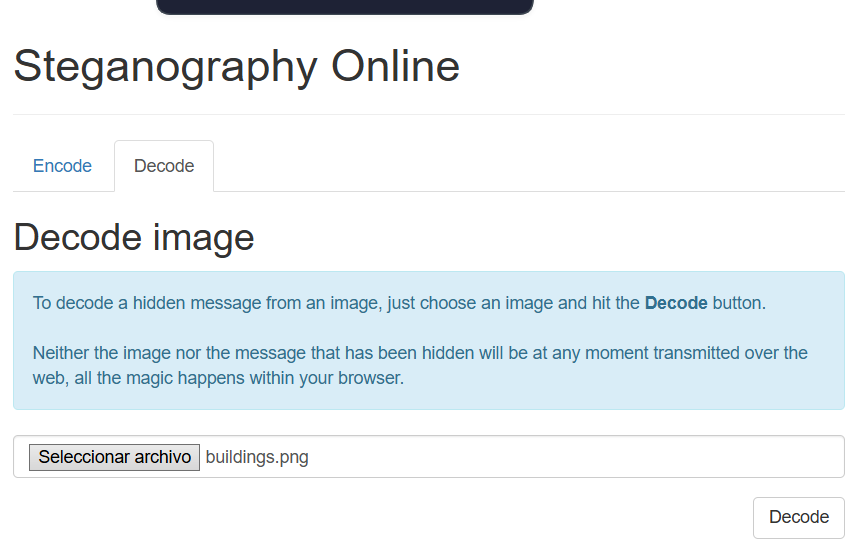 Steganography Online
Encode
Decode
Decode image
To decode a hidden message from an image, just choose an image and hit the Decode button.
Neither the image nor the message that has been hidden will be at any moment transmitted over the
web, all the magic happens within your browser.
Seleccionar archivo buildings.png
Decode